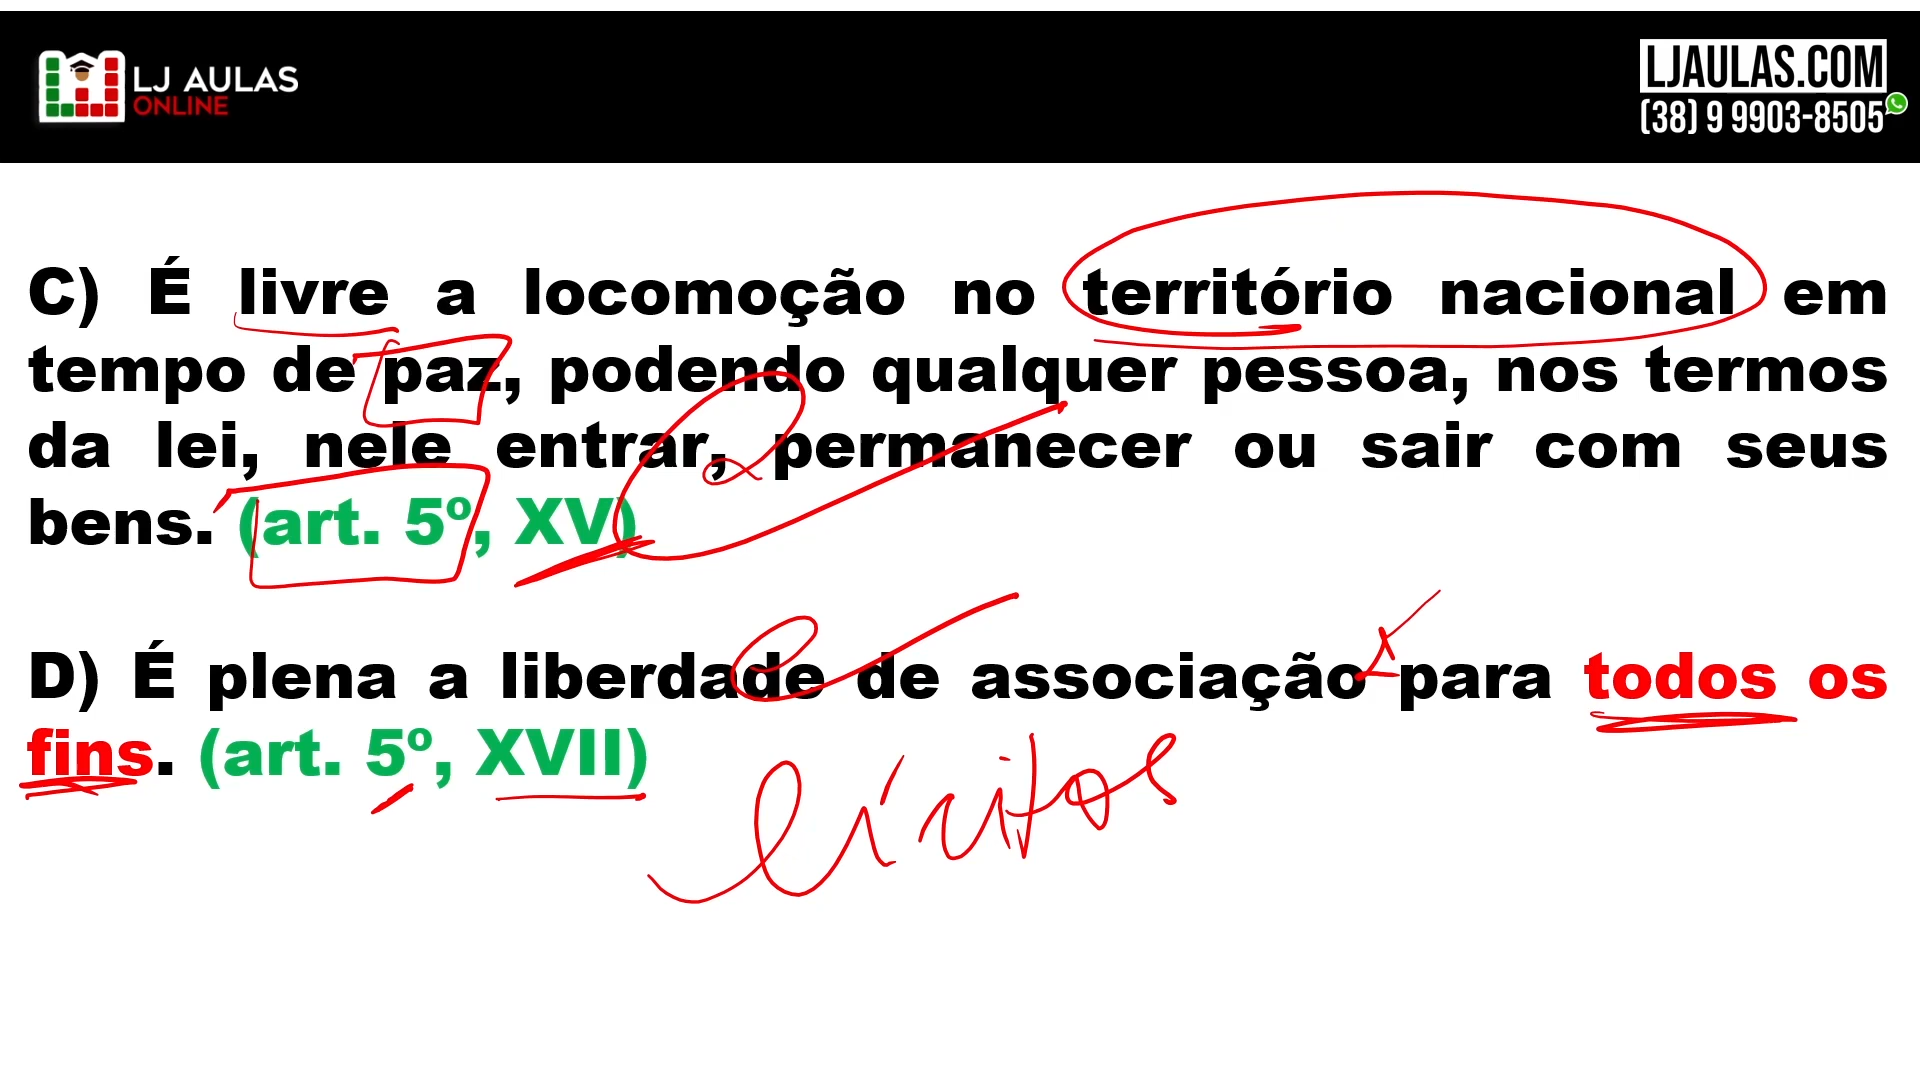 LJ AULAS
ONLINE
LJAULAS.COM
(38) 9 9903-8505
C) É livre a locomoção no território nacional em
tempo de paz, podendo qualquer pessoa, nos termos
da lei, nele entrar, permanecer ou sair com seus
bens. (art. 5º, XV)
D) É plena a liberdade de associação para todos os
fins. (art. 5º, XVII)
lícitos